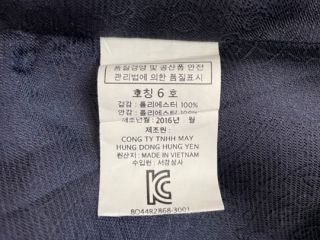 품질경영 및 공산품 안전
관리법에 의한 품질표시
호칭 6 호
겉감 : 폴리에스터 100%
안감 : 폴리에스터 100%
제조년월 : 2016년 월
제조원 :
CONG TY TNHH MAY
HUNG DONG HUNG YEN
원산지 : MADE IN VIETNAM
수입원 : 서강상사
KC
B044R2868-3001